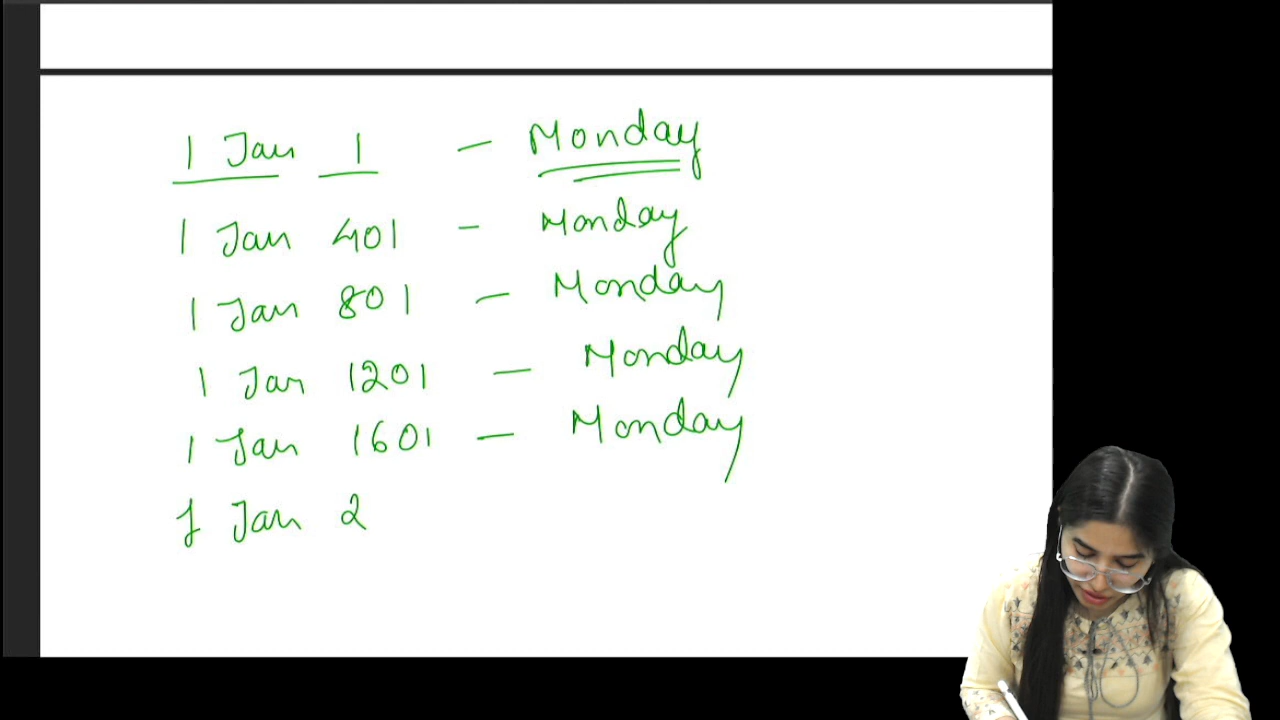 1 Jan 1 - Monday
1 Jan 401 - Monday
1 Jan 801 - Monday
1 Jan 1201 - Monday
1 Jan 1601 - Monday
1 Jan 2